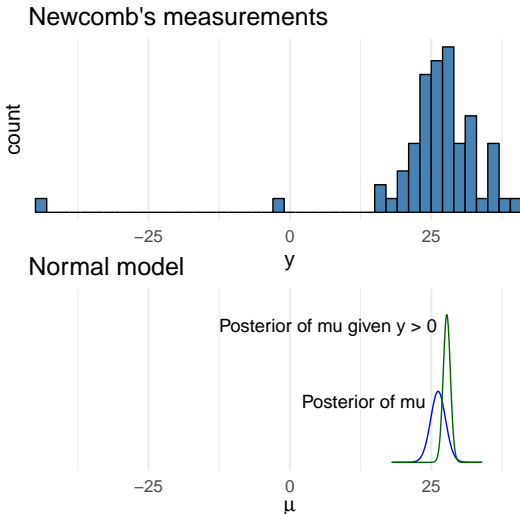 Newcomb's measurements
count
−25 0 25
y
Normal model
Posterior of mu given y > 0
Posterior of mu
−25 0 25
μ